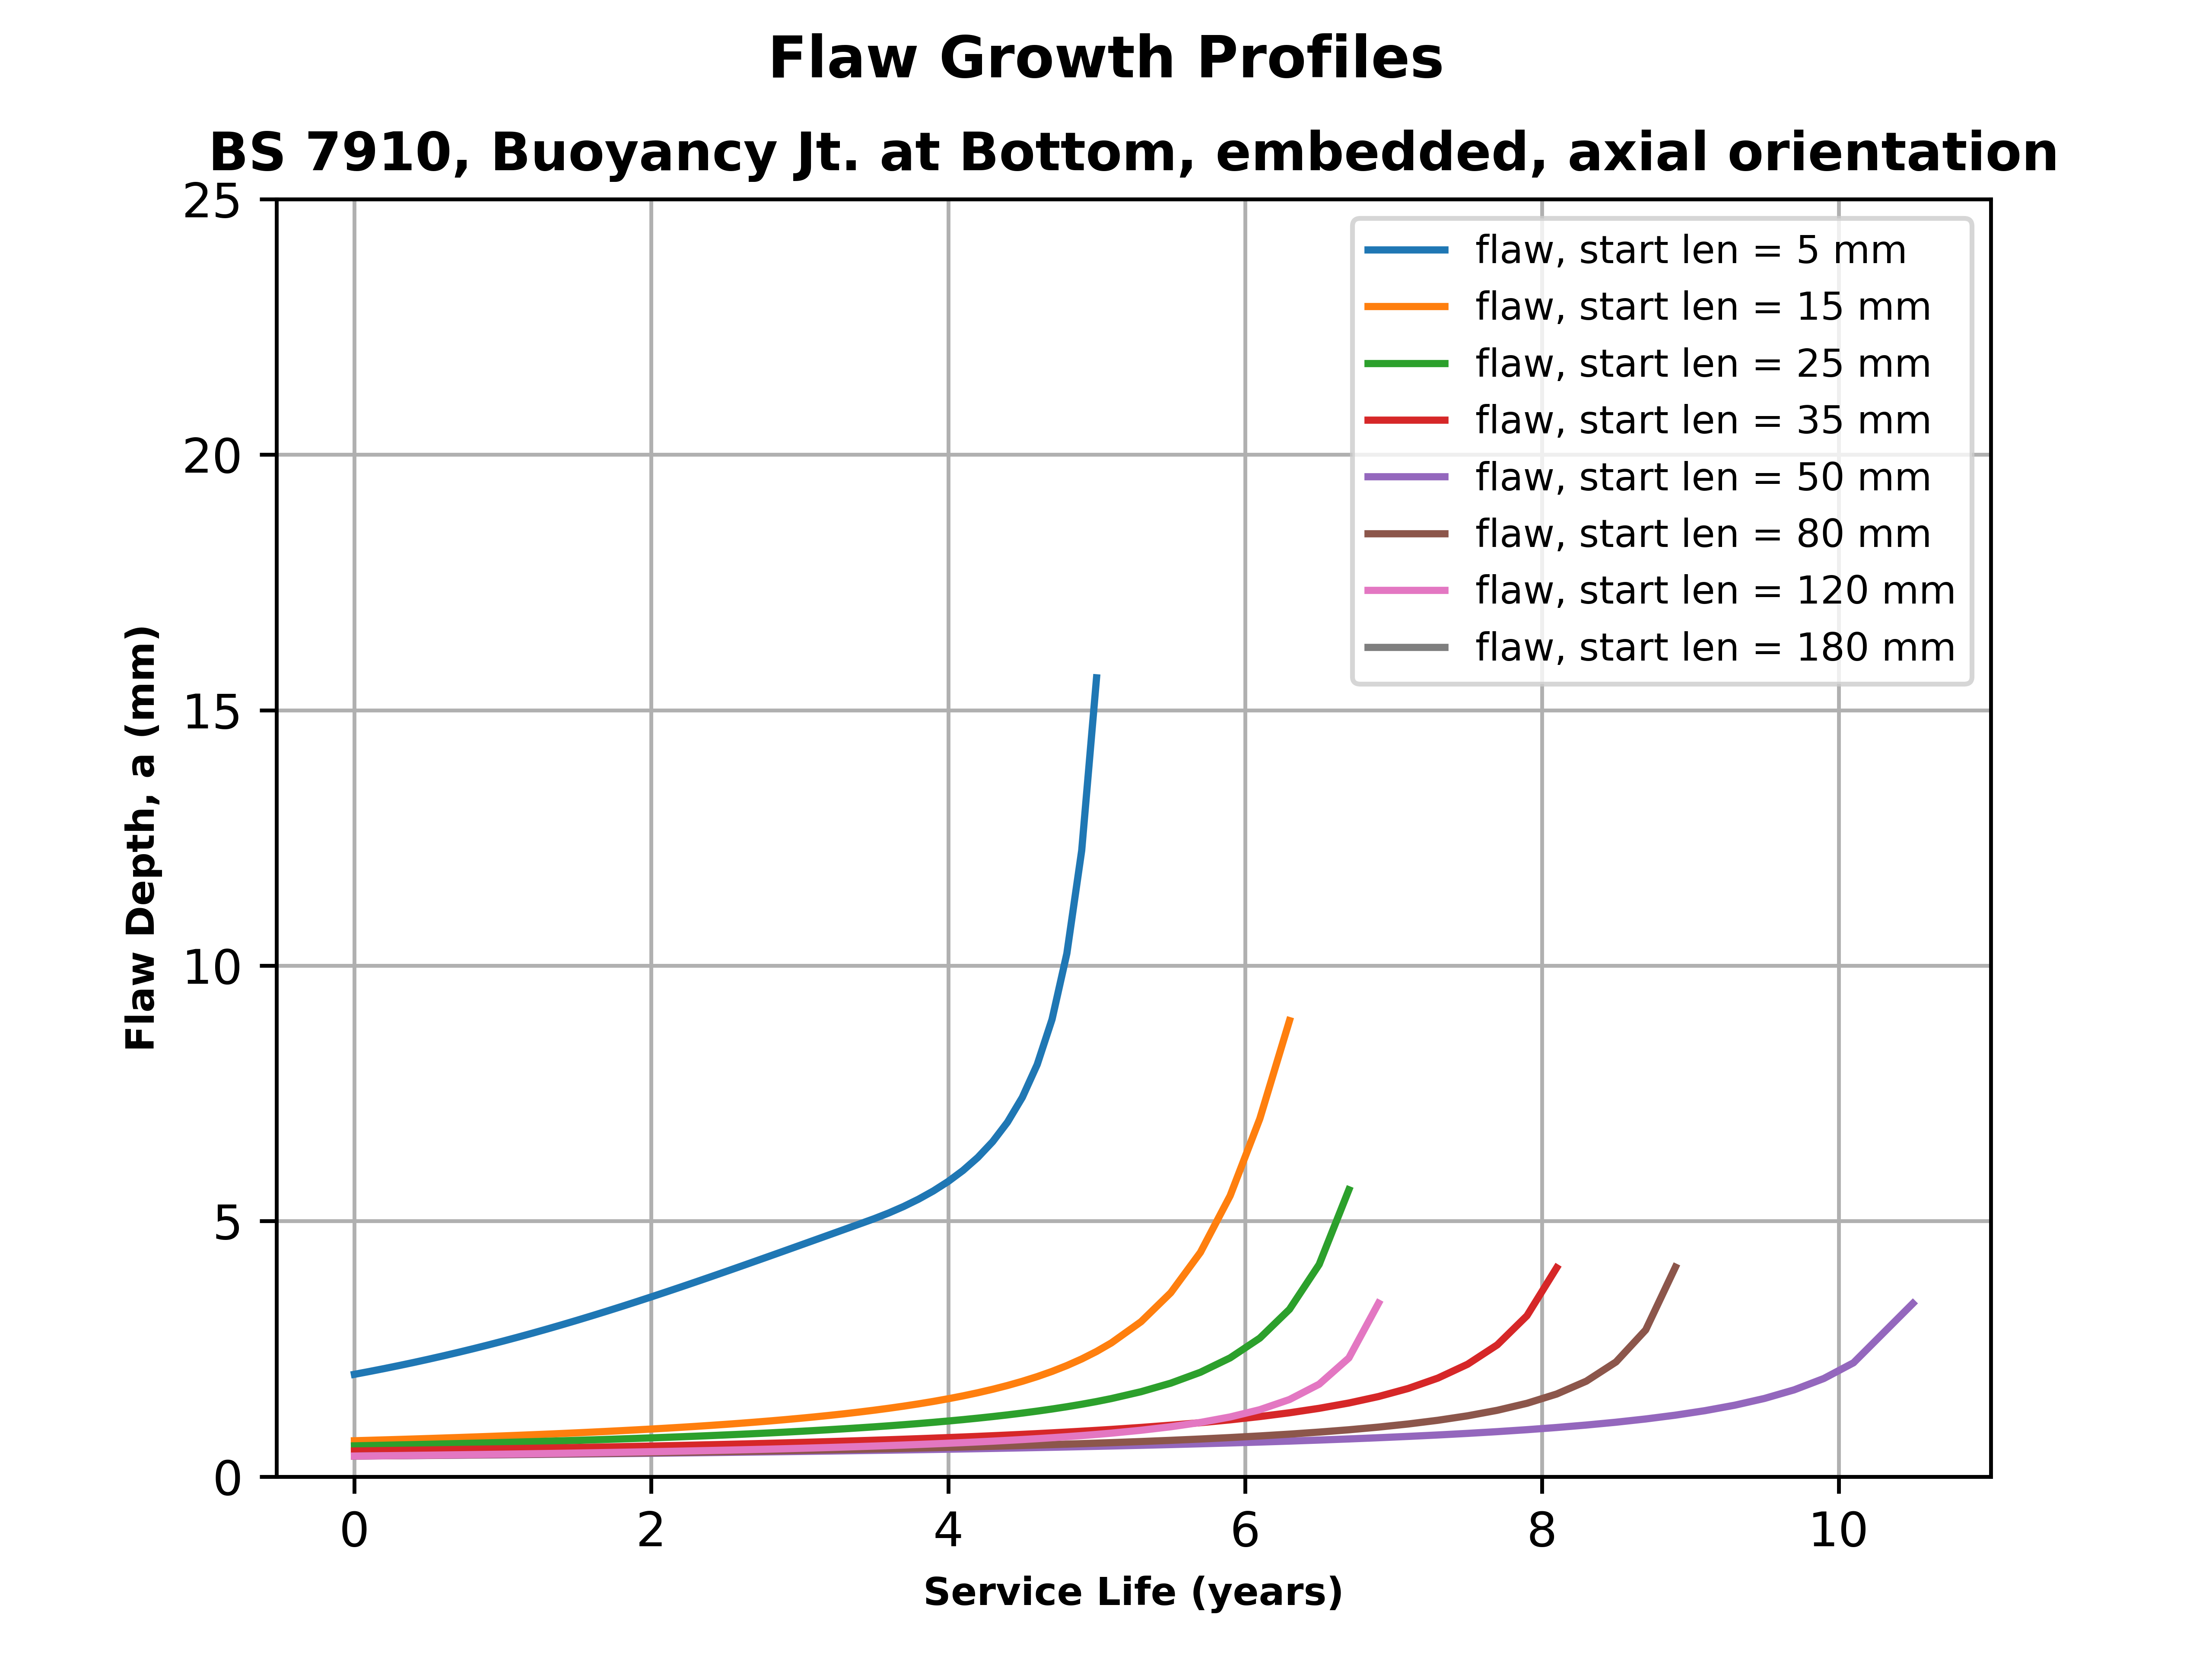 Flaw Growth Profiles
BS 7910, Buoyancy Jt. at Bottom, embedded, axial orientation
25
20
15
10
5
0
Flaw Depth, a (mm)
flaw, start len = 5 mm
flaw, start len = 15 mm
flaw, start len = 25 mm
flaw, start len = 35 mm
flaw, start len = 50 mm
flaw, start len = 80 mm
flaw, start len = 120 mm
flaw, start len = 180 mm
0 2 4 6 8 10
Service Life (years)